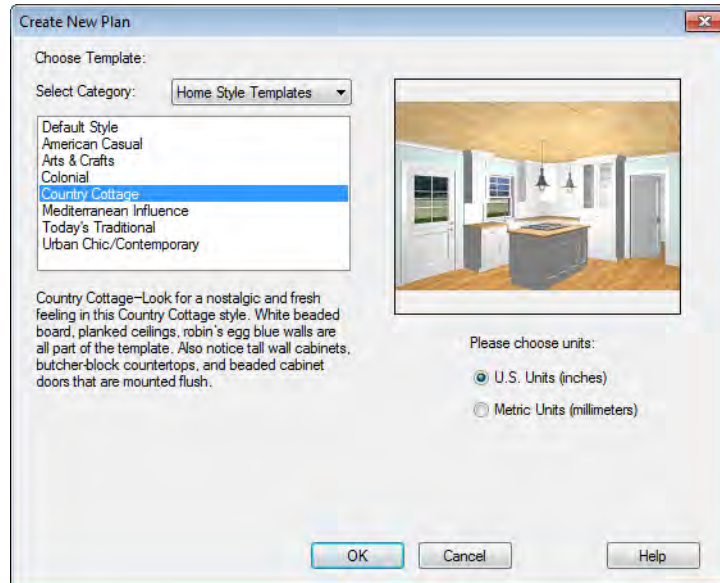 Create New Plan
Choose Template:
Select Category:
Home Style Templates
Default Style
American Casual
Arts & Crafts
Colonial
Country Cottage
Mediterranean Influence
Today's Traditional
Urban Chic/Contemporary
Country Cottage-Look for a nostalgic and fresh
feeling in this Country Cottage style. White beaded
board, planked ceilings, robin's egg blue walls are
all part of the template. Also notice tall wall cabinets,
butcher-block countertops, and beaded cabinet
doors that are mounted flush.
Please choose units:
U.S. Units (inches)
Metric Units (millimeters)
OK
Cancel
Help